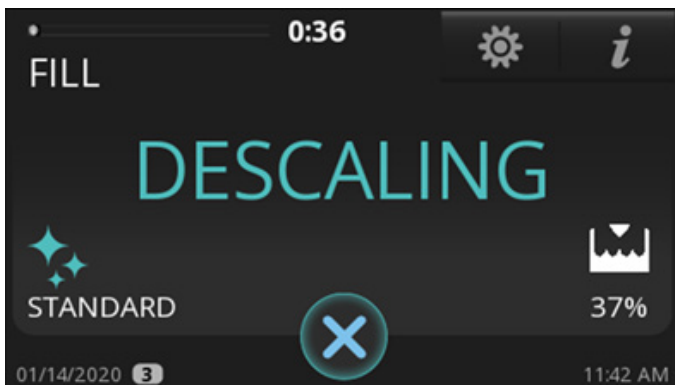 0:36
FILL
DESCALING
STANDARD
37%
01/14/2020 3
11:42 AM